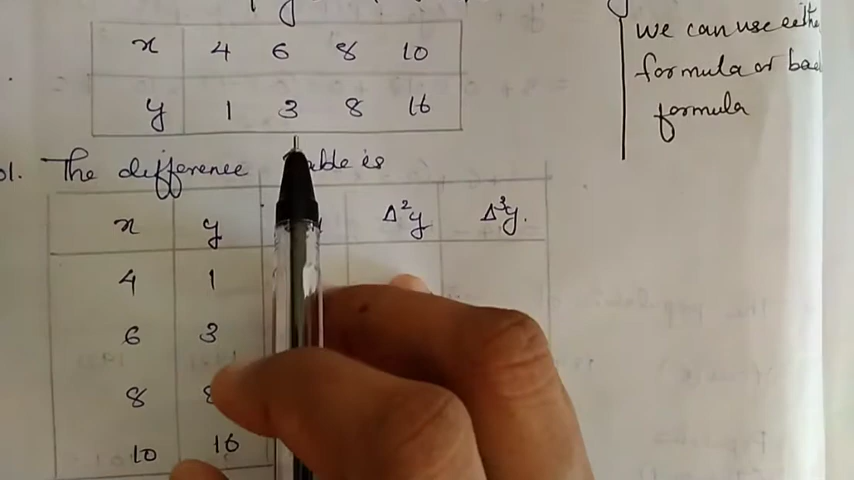 x 4 6 8 10
y 1 3 8 16
we can use
formula or
formula
The difference is
x y Δ²y Δ³y.
4 1
6 3
8
10 16